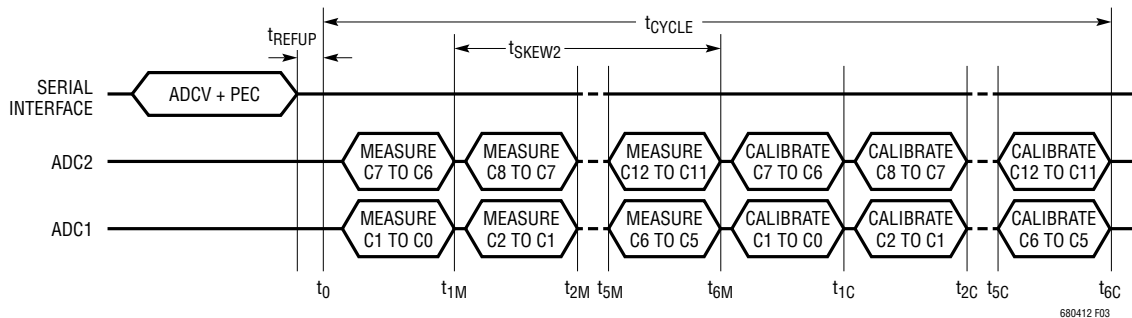 tCYCLE
tREFUP
tSKEW2
SERIAL
INTERFACE
ADCV + PEC
ADC2
MEASURE
C7 TO C6
MEASURE
C8 TO C7
MEASURE
C12 TO C11
CALIBRATE
C7 TO C6
CALIBRATE
C8 TO C7
CALIBRATE
C12 TO C11
ADC1
MEASURE
C1 TO C0
MEASURE
C2 TO C1
MEASURE
C6 TO C5
CALIBRATE
C1 TO C0
CALIBRATE
C2 TO C1
CALIBRATE
C6 TO C5
t0 t1M t2M t5M t6M t1C t2C t5C t6C
680412 F03